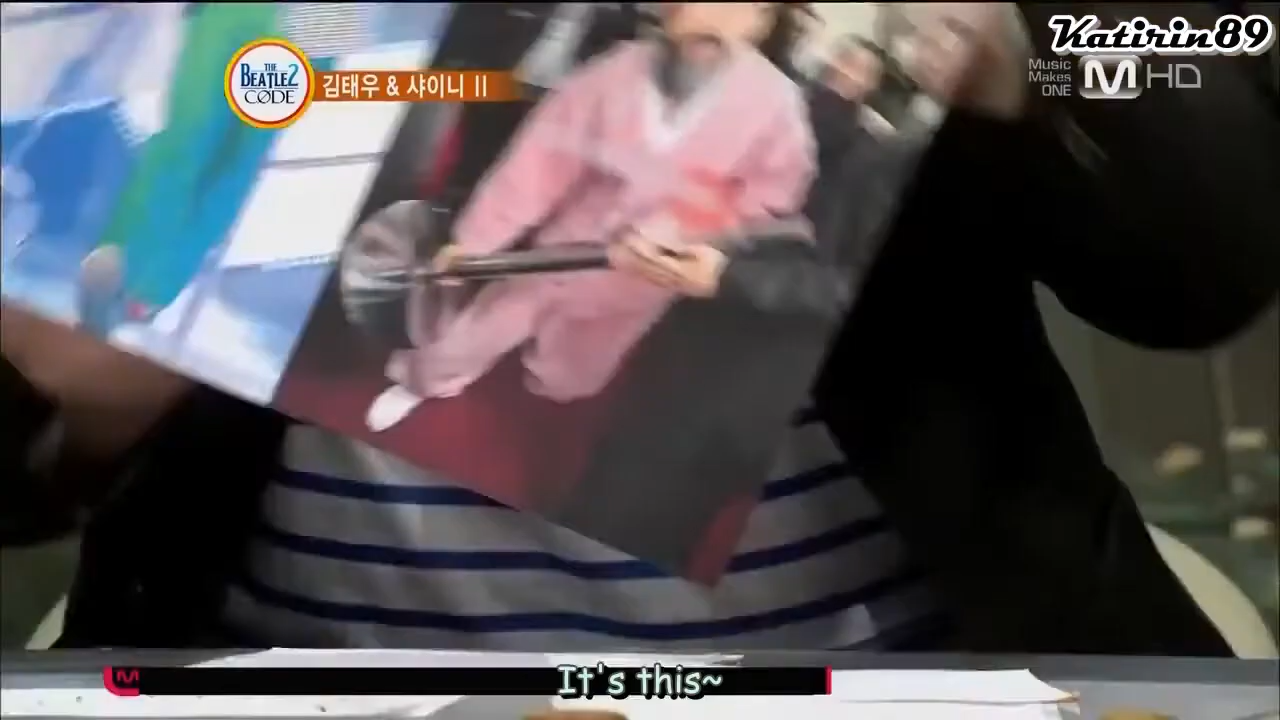 Katirin89
THE
BEATLE2
CODE
김태우 & 샤이니 II
Music
Makes
ONE
M HD
It's this~